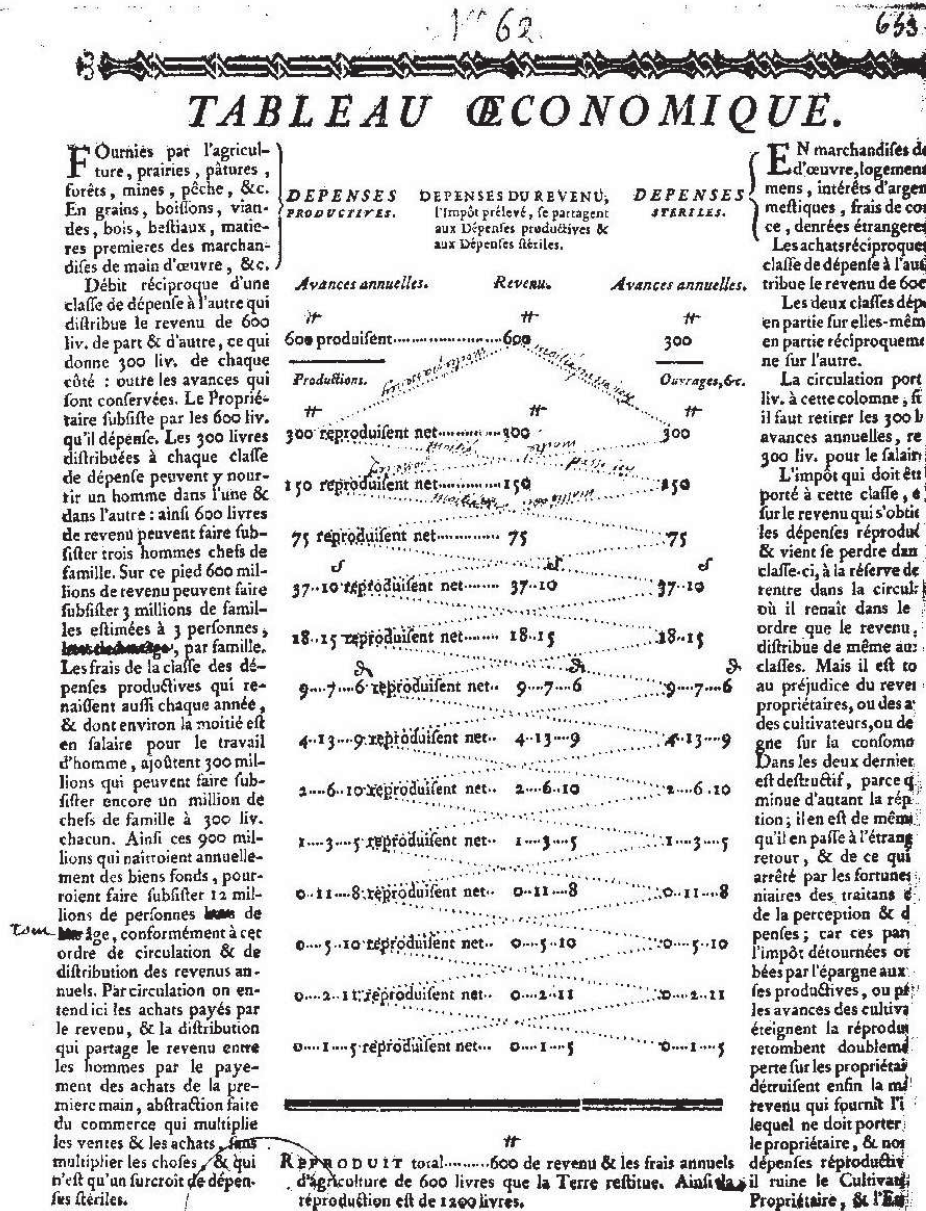 N° 62
653
TABLEAU ŒCONOMIQUE.
FOurnies par l'agricul-
ture, prairies, pâtures,
forêts, mines, pêche, &c.
En grains, boiſſons, vian-
des, bois, beſtiaux, matie-
res premieres des marchan-
diſes de main d'œuvre, &c.
Débit réciproque d'une
claſſe de dépenſe à l'autre qui
diſtribue le revenu de 600
liv. de part & d'autre, ce qui
donne 300 liv. de chaque
côté : outre les avances qui
ſont conſervées. Le Proprié-
taire ſubſiſte par les 600 liv.
qu'il dépenſe. Les 300 livres
diſtribuées à chaque claſſe
de dépenſe peuvent y nour-
rir un homme dans l'une &
dans l'autre : ainſi 600 livres
de revenu peuvent faire ſub-
ſiſter trois hommes chefs de
famille. Sur ce pied 600 mil-
lions de revenu peuvent faire
ſubſiſter 3 millions de famil-
les eſtimées à 3 perſonnes,
, par famille.
Les frais de la claſſe des dé-
penſes productives qui re-
naiſſent auſſi chaque année,
& dont environ la moitié eſt
en ſalaire pour le travail
d'homme, ajoûtent 300 mil-
lions qui peuvent faire ſub-
ſiſter encore un million de
chefs de famille à 300 liv.
chacun. Ainſi ces 900 mil-
lions qui naîtroient annuelle-
ment des biens fonds, pour-
roient faire ſubſiſter 12 mil-
lions de perſonnes de
tout âge, conformément à cet
ordre de circulation & de
diſtribution des revenus an-
nuels. Par circulation on en-
tend ici les achats payés par
le revenu, & la diſtribution
qui partage le revenu entre
les hommes par le paye-
ment des achats de la pre-
miere main, abſtraction faite
du commerce qui multiplie
les ventes & les achats, ſans
multiplier les choſes, & qui
n'eſt qu'un ſurcroit de dépen-
ſes ſtériles.
DEPENSES
PRODUCTIVES.
DEPENSES DU REVENU,
l'Impôt prélevé, ſe partagent
aux Dépenſes productives &
aux Dépenſes ſtériles.
DEPENSES
STERILES.
Avances annuelles. Revenu. Avances annuelles.
600 produiſent............600 300
Productions. Ouvrages, &c.
300 reproduiſent net..........300 300
moitié passe icy
150 reproduiſent net..........150 150
75 reproduiſent net........... 75 75
37..10 reproduiſent net.. 37..10 37..10
18..15 reproduiſent net.. 18..15 18..15
9...7...6 reproduiſent net.. 9...7...6 9...7...6
4..13...9 reproduiſent net.. 4..13...9 4..13...9
2...6..10 reproduiſent net.. 2...6..10 2...6..10
1...3...5 reproduiſent net.. 1...3...5 1...3...5
0..11...8 reproduiſent net.. 0..11...8 0..11...8
0...5..10 reproduiſent net.. 0...5..10 0...5..10
0...2..11 reproduiſent net.. 0...2..11 0...2..11
0...1...5 reproduiſent net... 0...1...5 0...1...5
REPRODUIT total.........600 de revenu & les frais annuels
d'agriculture de 600 livres que la Terre reſtitue. Ainſi la
réproduction eſt de 1200 livres.
EN marchandiſes de
d'œuvre, logemen
mens, intérêts d'argen
meſtiques, frais de com
ce, denrées étrangeres
Les achats réciproques
claſſe de dépenſe à l'aut
tribue le revenu de 600
Les deux claſſes dépe
en partie ſur elles-mêm
en partie réciproqueme
ne ſur l'autre.
La circulation port
liv. à cette colomne, ſu
il faut retirer les 300 l
avances annuelles, re
300 liv. pour le ſalair
L'impôt qui doit êtr
porté à cette claſſe, e
ſur le revenu qui s'obtie
les dépenſes réproduc
& vient ſe perdre dan
claſſe-ci, à la réſerve de
rentre dans la circul
où il renaît dans le
ordre que le revenu,
diſtribue de même au
claſſes. Mais il eſt to
au préjudice du reve
propriétaires, ou des a
des cultivateurs, ou de
gne ſur la conſomm
Dans les deux dernier
eſt deſtructif, parce q
minue d'autant la rép
tion ; il en eſt de même
qu'il en paſſe à l'étrang
retour, & de ce qui
arrêté par les fortunes
niaires des traitans &
de la perception & d
penſes ; car ces part
l'impôt détournées or
bées par l'épargne aux
ſes productives, ou pr
les avances des cultiva
éteignent la réprodu
retombent doubleme
perte ſur les propriétai
détruiſent enfin la ma
revenu qui fournit l'i
lequel ne doit porter
le propriétaire, & non
dépenſes réproductiv
il ruine le Cultivat
Propriétaire, & l'Et